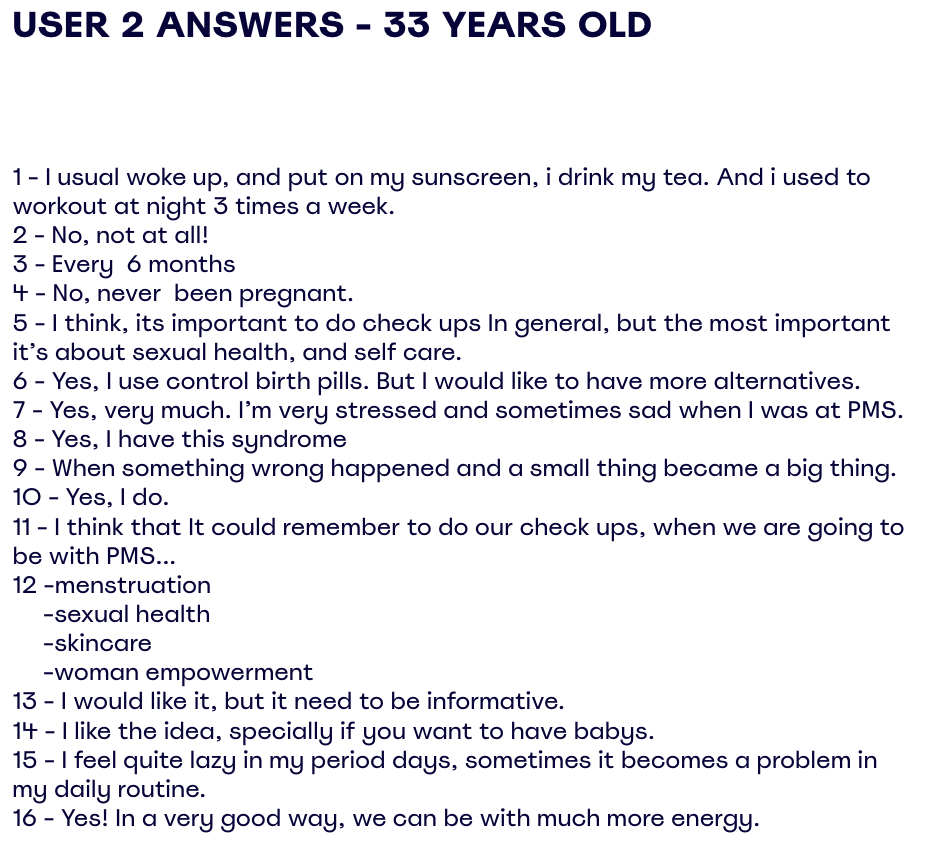 USER 2 ANSWERS - 33 YEARS OLD
1 - I usual woke up, and put on my sunscreen, i drink my tea. And i used to
workout at night 3 times a week.
2 - No, not at all!
3 - Every  6 months
4 - No, never  been pregnant.
5 - I think, its important to do check ups In general, but the most important
it's about sexual health, and self care.
6 - Yes, I use control birth pills. But I would like to have more alternatives.
7 - Yes, very much. I'm very stressed and sometimes sad when I was at PMS.
8 - Yes, I have this syndrome
9 - When something wrong happened and a small thing became a big thing.
10 - Yes, I do.
11 - I think that It could remember to do our check ups, when we are going to
be with PMS...
12 -menstruation
-sexual health
-skincare
-woman empowerment
13 - I would like it, but it need to be informative.
14 - I like the idea, specially if you want to have babys.
15 - I feel quite lazy in my period days, sometimes it becomes a problem in
my daily routine.
16 - Yes! In a very good way, we can be with much more energy.